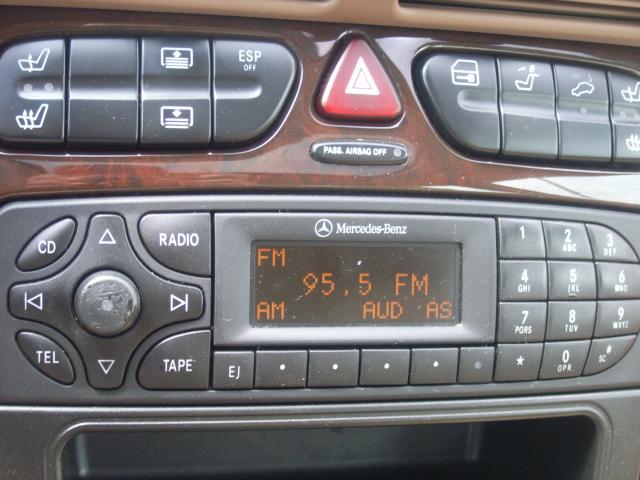 ESP
OFF
PASS. AIRBAG OFF
Mercedes-Benz
CD
RADIO
TEL
TAPE
EJ
FM
95.5 FM
AM AUD AS
1
2 ABC
3 DEF
4 GHI
5 JKL
6 MNO
7 PQRS
8 TUV
9 WXYZ
*
0 OPR
SC #